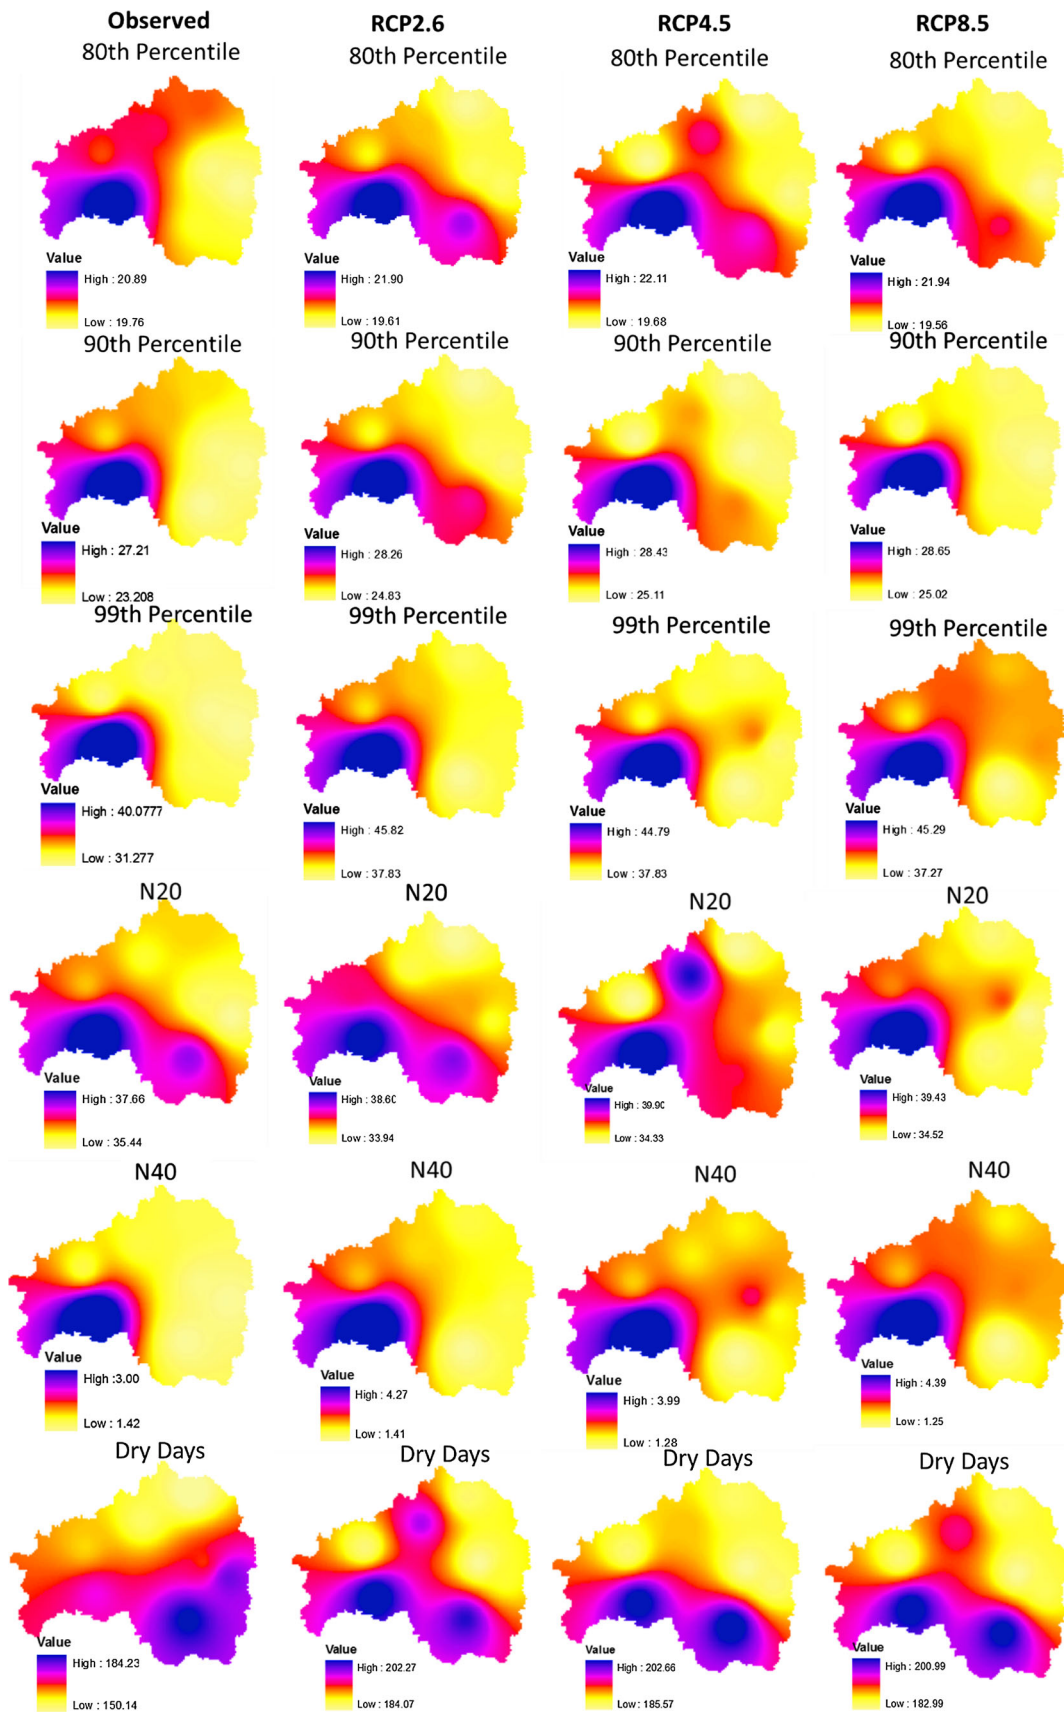 Observed RCP2.6 RCP4.5 RCP8.5
80th Percentile 80th Percentile 80th Percentile 80th Percentile
Value Value Value Value
High : 20.89 High : 21.90 High : 22.11 High : 21.94
Low : 19.76 Low : 19.61 Low : 19.68 Low : 19.56
90th Percentile 90th Percentile 90th Percentile 90th Percentile
Value Value Value Value
High : 27.21 High : 28.26 High : 28.43 High : 28.65
Low : 23.208 Low : 24.83 Low : 25.11 Low : 25.02
99th Percentile 99th Percentile 99th Percentile 99th Percentile
Value Value Value Value
High : 40.0777 High : 45.82 High : 44.79 High : 45.29
Low : 31.277 Low : 37.83 Low : 37.83 Low : 37.27
N20 N20 N20 N20
Value Value Value Value
High : 37.66 High : 38.60 High : 39.90 High : 39.43
Low : 35.44 Low : 33.94 Low : 34.33 Low : 34.52
N40 N40 N40 N40
Value Value Value Value
High :3.00 High : 4.27 High : 3.99 High : 4.39
Low : 1.42 Low : 1.41 Low : 1.28 Low : 1.25
Dry Days Dry Days Dry Days Dry Days
Value Value Value Value
High : 184.23 High : 202.27 High : 202.66 High : 200.99
Low : 150.14 Low : 184.07 Low : 185.57 Low : 182.99